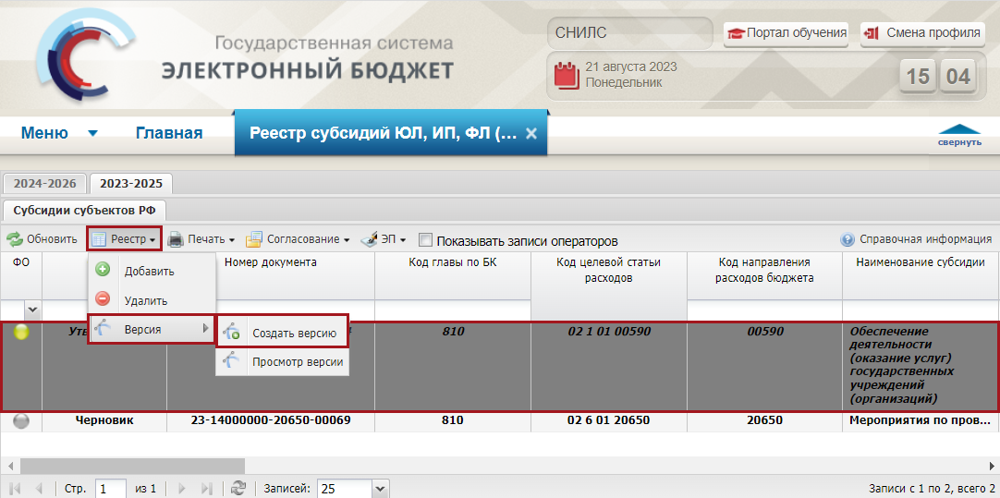 Государственная система
ЭЛЕКТРОННЫЙ БЮДЖЕТ
СНИЛС
Портал обучения
Смена профиля
21 августа 2023
Понедельник
15 04
Меню
Главная
Реестр субсидий ЮЛ, ИП, ФЛ (...
свернуть
2024-2026
2023-2025
Субсидии субъектов РФ
Обновить
Реестр
Печать
Согласование
ЭП
Показывать записи операторов
Справочная информация
ФО
Номер документа
Код главы по БК
Код целевой статьи
расходов
Код направления
расходов бюджета
Наименование субсидии
Добавить
Удалить
Версия
Создать версию
Просмотр версии
810
02 1 01 00590
00590
Обеспечение
деятельности
(оказание услуг)
государственных
учреждений
(организаций)
Черновик
23-14000000-20650-00069
810
02 6 01 20650
20650
Мероприятия по пров...
Стр. 1 из 1
Записей: 25
Записи с 1 по 2, всего 2